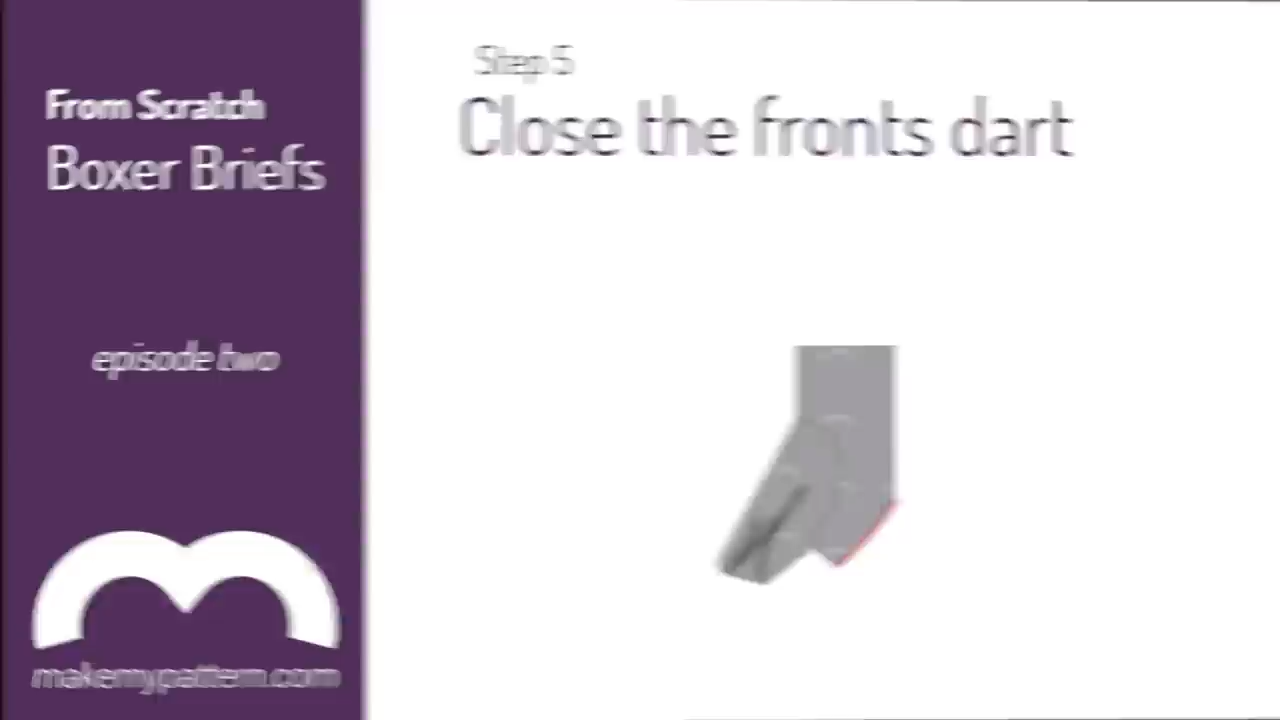 From Scratch
Boxer Briefs
episode two
makemypattern.com
Step 5
Close the fronts dart